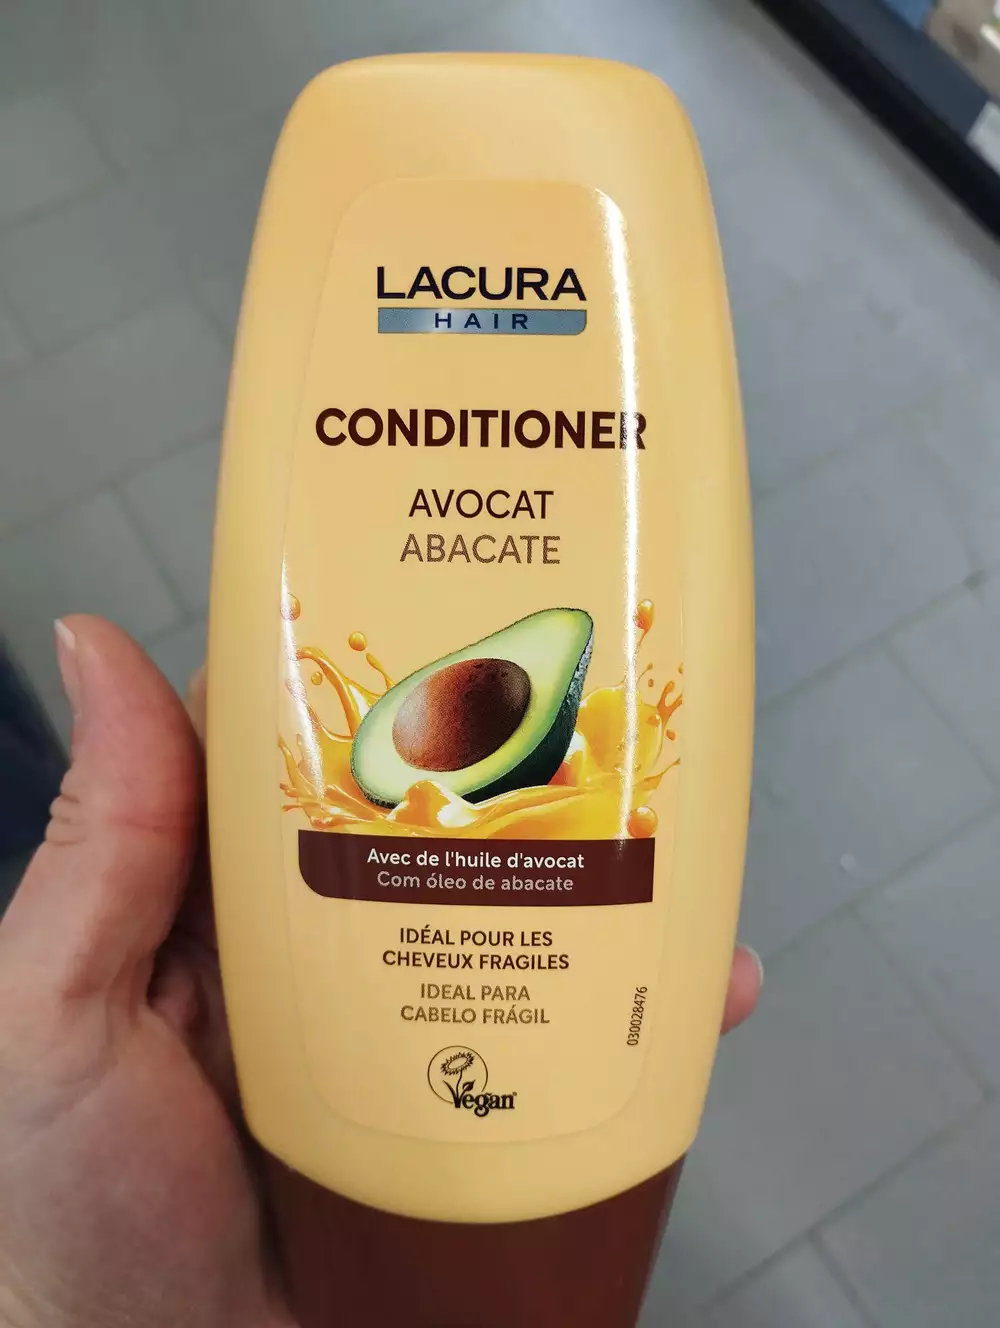 LACURA
HAIR
CONDITIONER
AVOCAT
ABACATE
Avec de l'huile d'avocat
Com óleo de abacate
IDÉAL POUR LES
CHEVEUX FRAGILES
IDEAL PARA
CABELO FRÁGIL
030028476
Vegan